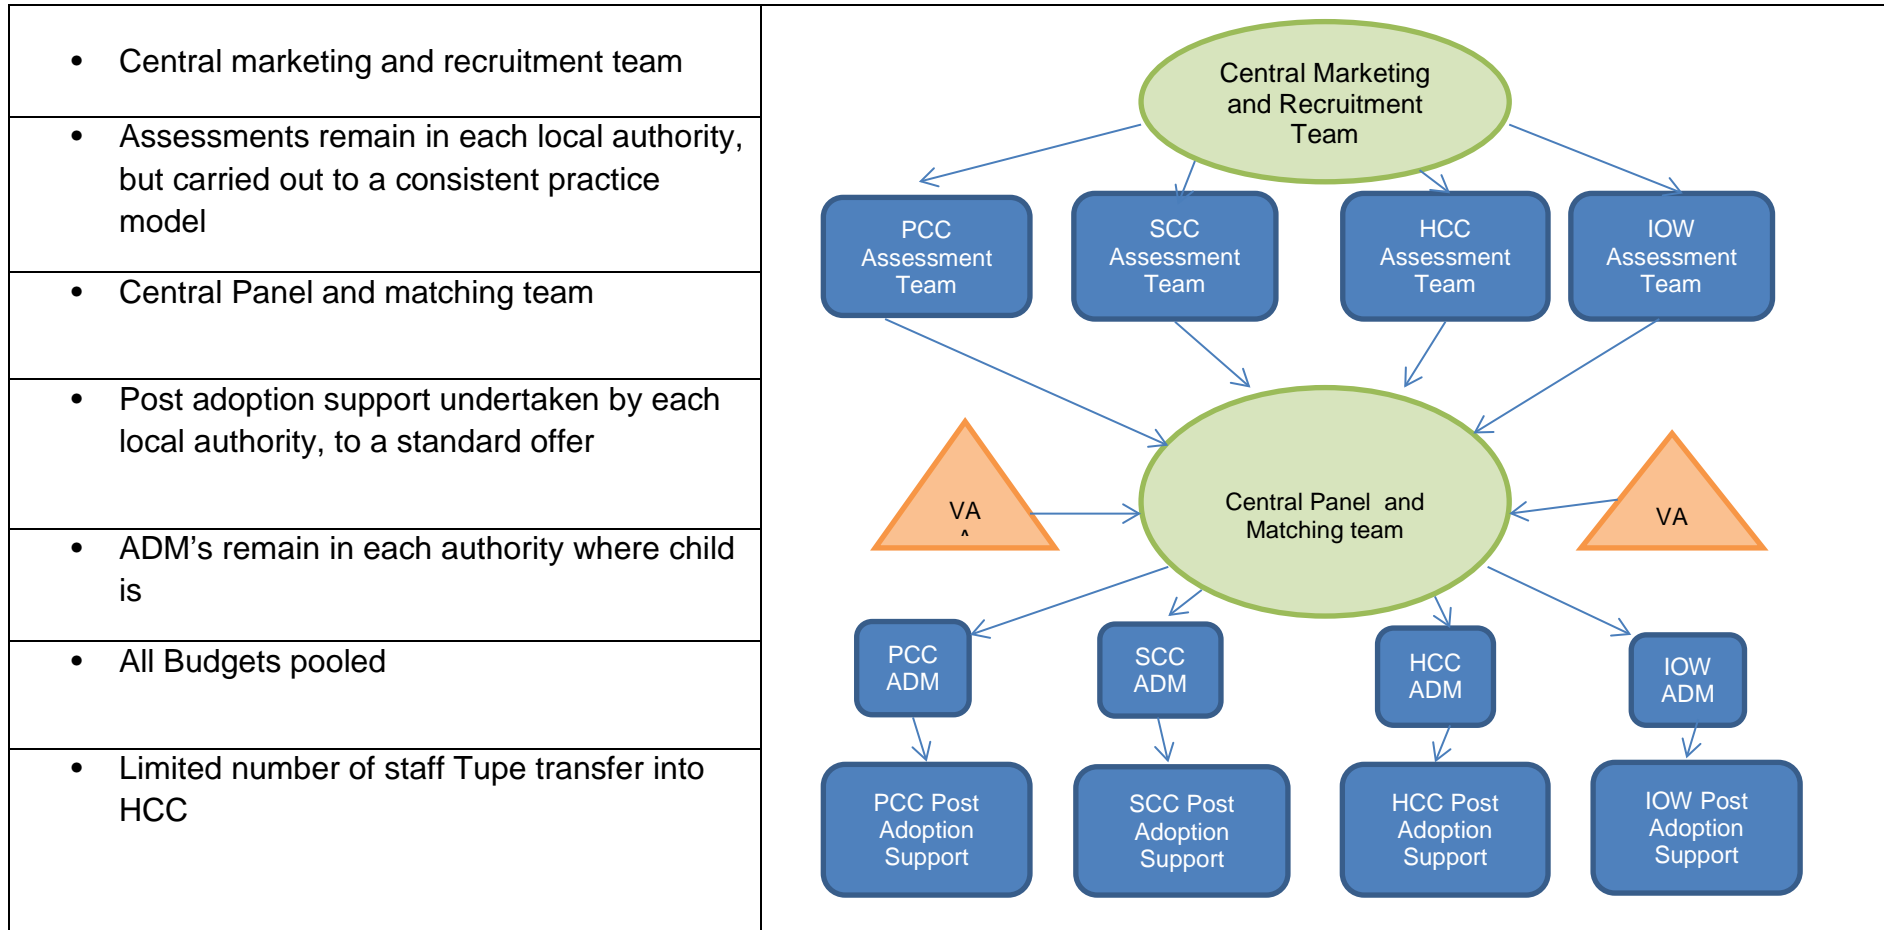 • Central marketing and recruitment team
• Assessments remain in each local authority,
but carried out to a consistent practice
model
• Central Panel and matching team
• Post adoption support undertaken by each
local authority, to a standard offer
• ADM’s remain in each authority where child
is
• All Budgets pooled
• Limited number of staff Tupe transfer into
HCC
Central Marketing
and Recruitment
Team
PCC
Assessment
Team
SCC
Assessment
Team
HCC
Assessment
Team
IOW
Assessment
Team
VA
Central Panel and
Matching team
VA
PCC
ADM
SCC
ADM
HCC
ADM
IOW
ADM
PCC Post
Adoption
Support
SCC Post
Adoption
Support
HCC Post
Adoption
Support
IOW Post
Adoption
Support